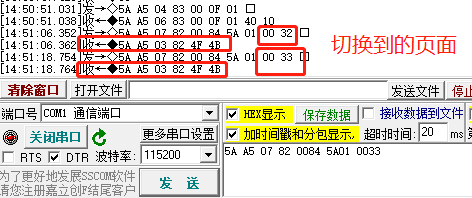 [14:50:51.031]发→◇5A A5 04 83 00 0F 01 □
[14:50:51.038]收←◆5A A5 06 83 00 0F 01 40 10
[14:51:06.352]发→◇5A A5 07 82 00 84 5A 01 00 32 □
[14:51:06.362]收←◆5A A5 03 82 4F 4B
[14:51:18.754]发→◇5A A5 07 82 00 84 5A 01 00 33 □
[14:51:18.764]收←◆5A A5 03 82 4F 4B
切换到的页面
清除窗口 打开文件 发送文件 停止
端口号 COM1 通信端口 HEX显示 保存数据 接收数据到文件
关闭串口 更多串口设置 加时间戳和分包显示, 超时时间: 20 ms
RTS DTR 波特率: 115200 5A A5 07 82 0084 5A01 0033
为了更好地发展SSCOM软件
请您注册嘉立创F结尾客户
发 送